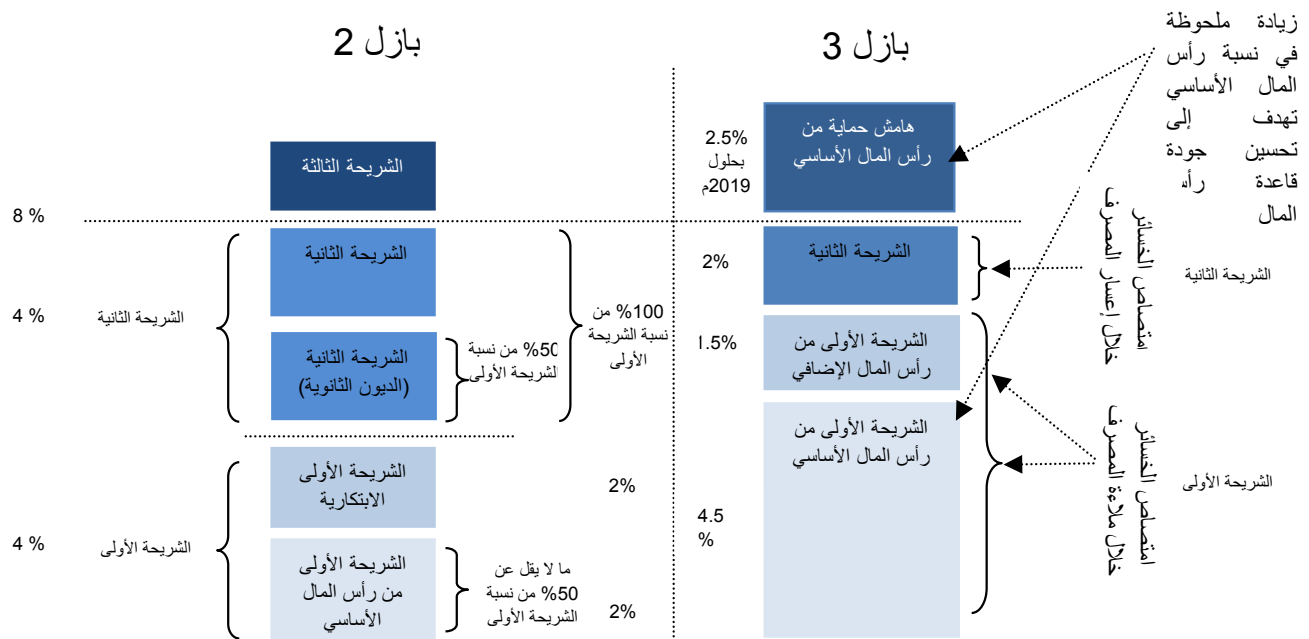 بازل 2
بازل 3
زيادة ملحوظة
في نسبة رأس
المال الأساسي
تهدف إلى
تحسين جودة
قاعدة رأس
المال
هامش حماية من
رأس المال الأساسي
2.5%
بحلول
2019م
الشريحة الثالثة
8 %
الشريحة الثانية
2%
الشريحة الثانية
امتصاص الخسائر
خلال إعسار المصرف
الشريحة الثانية
4 %
الشريحة الثانية
100% من
نسبة الشريحة
الأولى
الشريحة الثانية
(الديون الثانوية)
50% من نسبة
الشريحة الأولى
1.5%
الشريحة الأولى من
رأس المال الإضافي
الشريحة الأولى من
رأس المال الأساسي
4.5
%
امتصاص الخسائر
خلال ملاءة المصرف
الشريحة الأولى
الشريحة الأولى
الابتكارية
2%
4 %
الشريحة الأولى
الشريحة الأولى
من رأس المال
الأساسي
ما لا يقل عن
50% من نسبة
الشريحة الأولى
2%